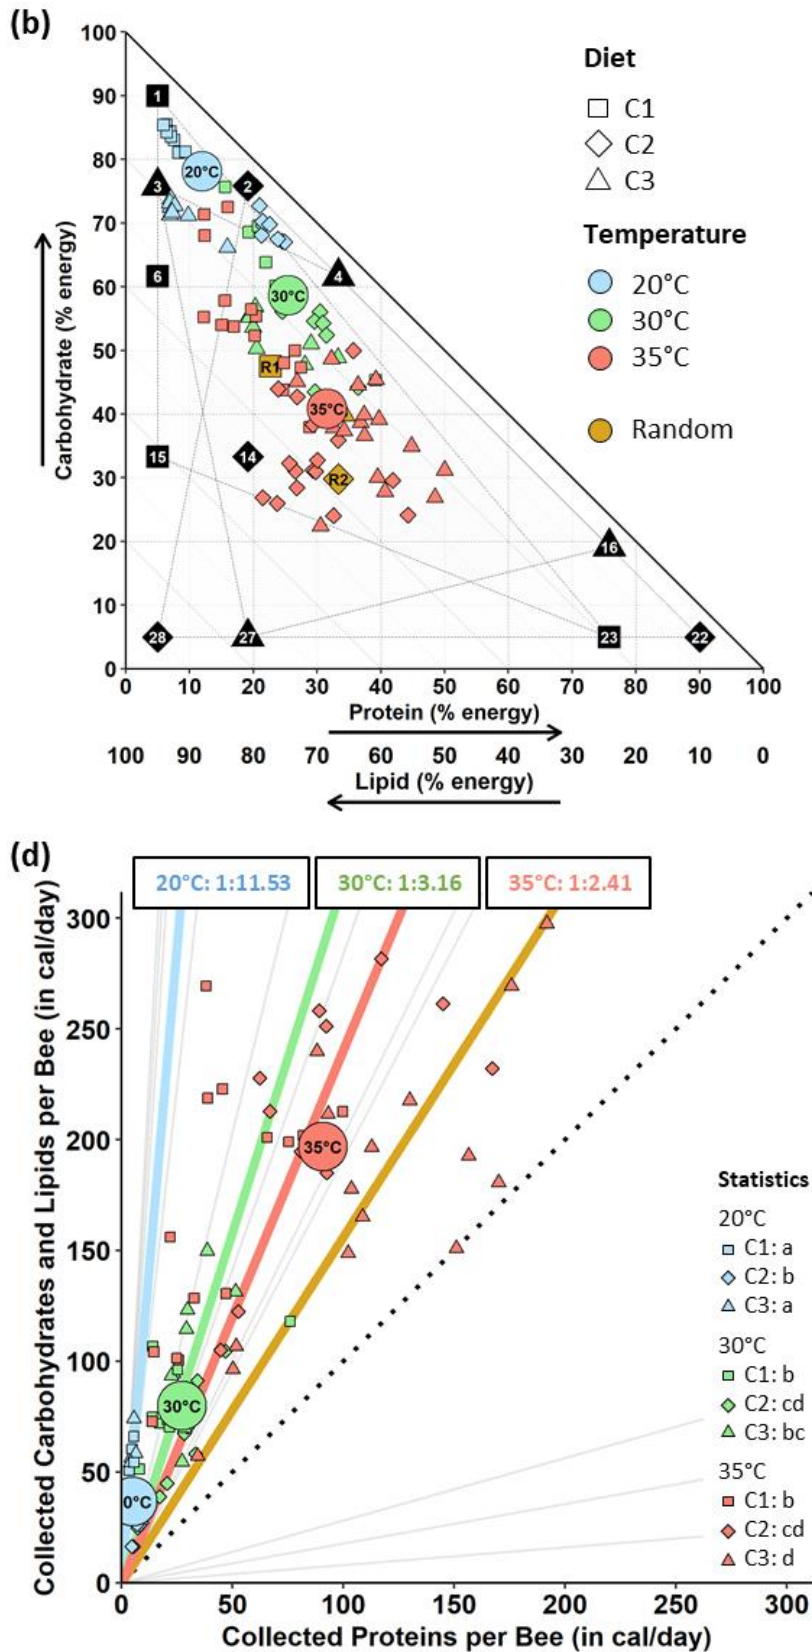 (b)
100
90
80
70
60
50
40
30
20
10
0
Carbohydrate (% energy)
1
20°C
3
2
4
6
30°C
R1
35°C
15
14
R2
16
28
27
23
22
0 10 20 30 40 50 60 70 80 90 100
Protein (% energy)
100 90 80 70 60 50 40 30 20 10 0
Lipid (% energy)
Diet
C1
C2
C3
Temperature
20°C
30°C
35°C
Random
(d)
20°C: 1:11.53
30°C: 1:3.16
35°C: 1:2.41
Collected Carbohydrates and Lipids per Bee (in cal/day)
300
250
200
150
100
50
0
35°C
30°C
0°C
0 50 100 150 200 250 300
Collected Proteins per Bee (in cal/day)
Statistics
20°C
C1: a
C2: b
C3: a
30°C
C1: b
C2: cd
C3: bc
35°C
C1: b
C2: cd
C3: d